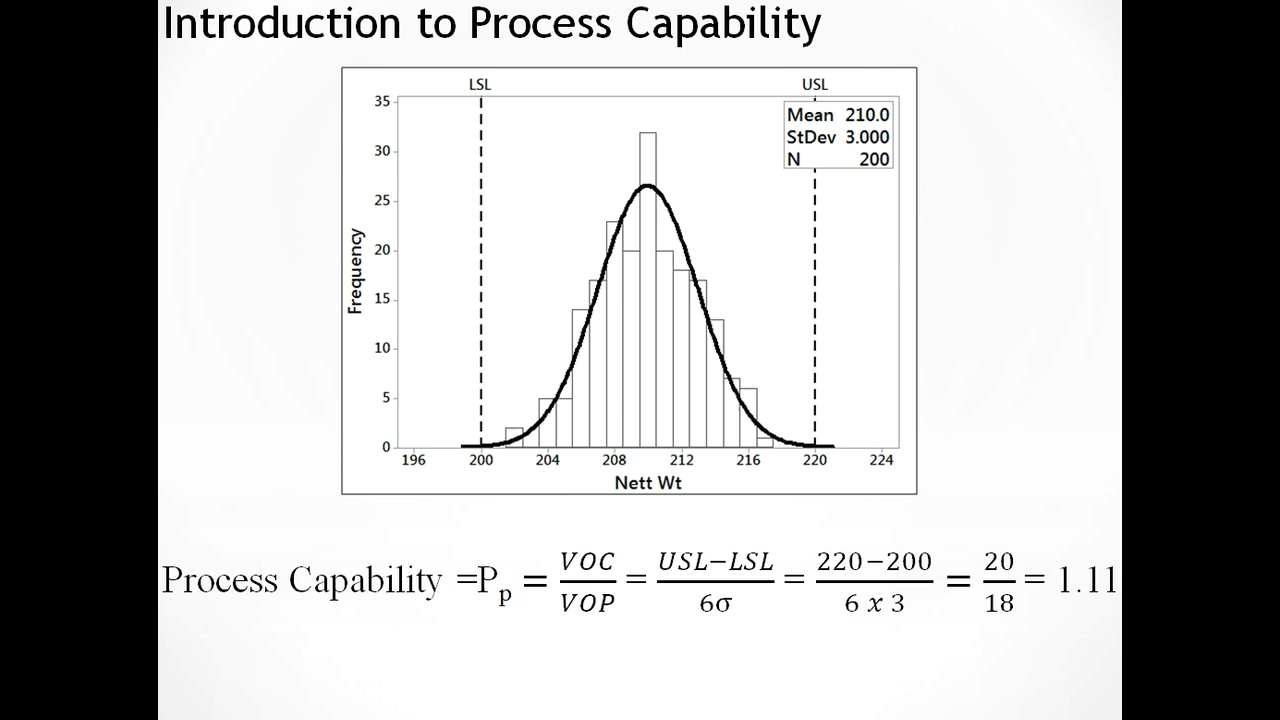 Introduction to Process Capability
LSL
USL
Mean 210.0
StDev 3.000
N 200
35
30
25
20
15
10
5
0
Frequency
196 200 204 208 212 216 220 224
Nett Wt
Process Capability =Pp = VOC/VOP = USL−LSL/6σ = 220−200/6 x 3 = 20/18 = 1.11